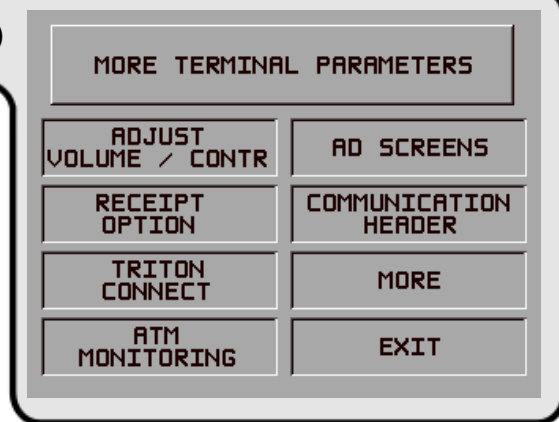 MORE TERMINAL PARAMETERS
ADJUST
VOLUME / CONTR
AD SCREENS
RECEIPT
OPTION
COMMUNICATION
HEADER
TRITON
CONNECT
MORE
ATM
MONITORING
EXIT